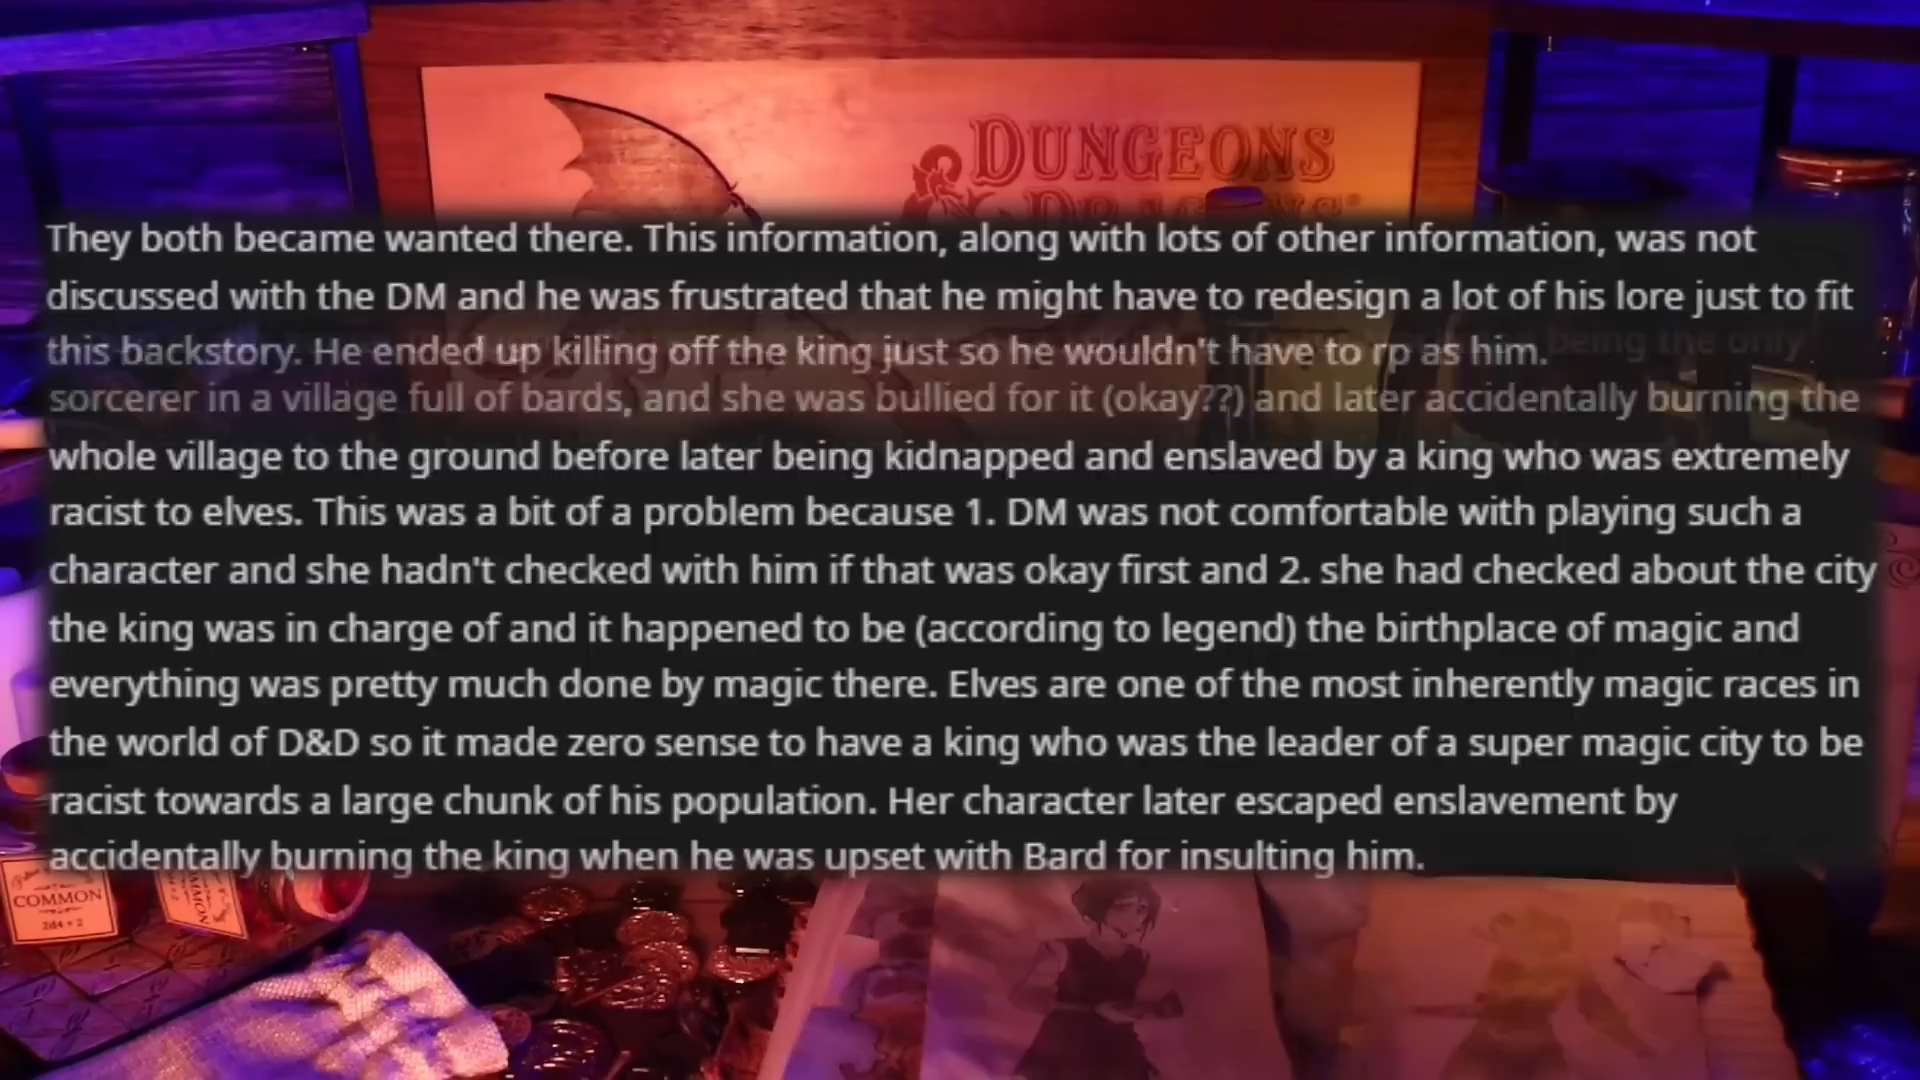 DUNGEONS
DRAGONS
They both became wanted there. This information, along with lots of other information, was not
discussed with the DM and he was frustrated that he might have to redesign a lot of his lore just to fit
this backstory. He ended up killing off the king just so he wouldn't have to rp as him.
being the only
sorcerer in a village full of bards, and she was bullied for it (okay??) and later accidentally burning the
whole village to the ground before later being kidnapped and enslaved by a king who was extremely
racist to elves. This was a bit of a problem because 1. DM was not comfortable with playing such a
character and she hadn't checked with him if that was okay first and 2. she had checked about the city
the king was in charge of and it happened to be (according to legend) the birthplace of magic and
everything was pretty much done by magic there. Elves are one of the most inherently magic races in
the world of D&D so it made zero sense to have a king who was the leader of a super magic city to be
racist towards a large chunk of his population. Her character later escaped enslavement by
accidentally burning the king when he was upset with Bard for insulting him.
COMMON
2d4 + 2